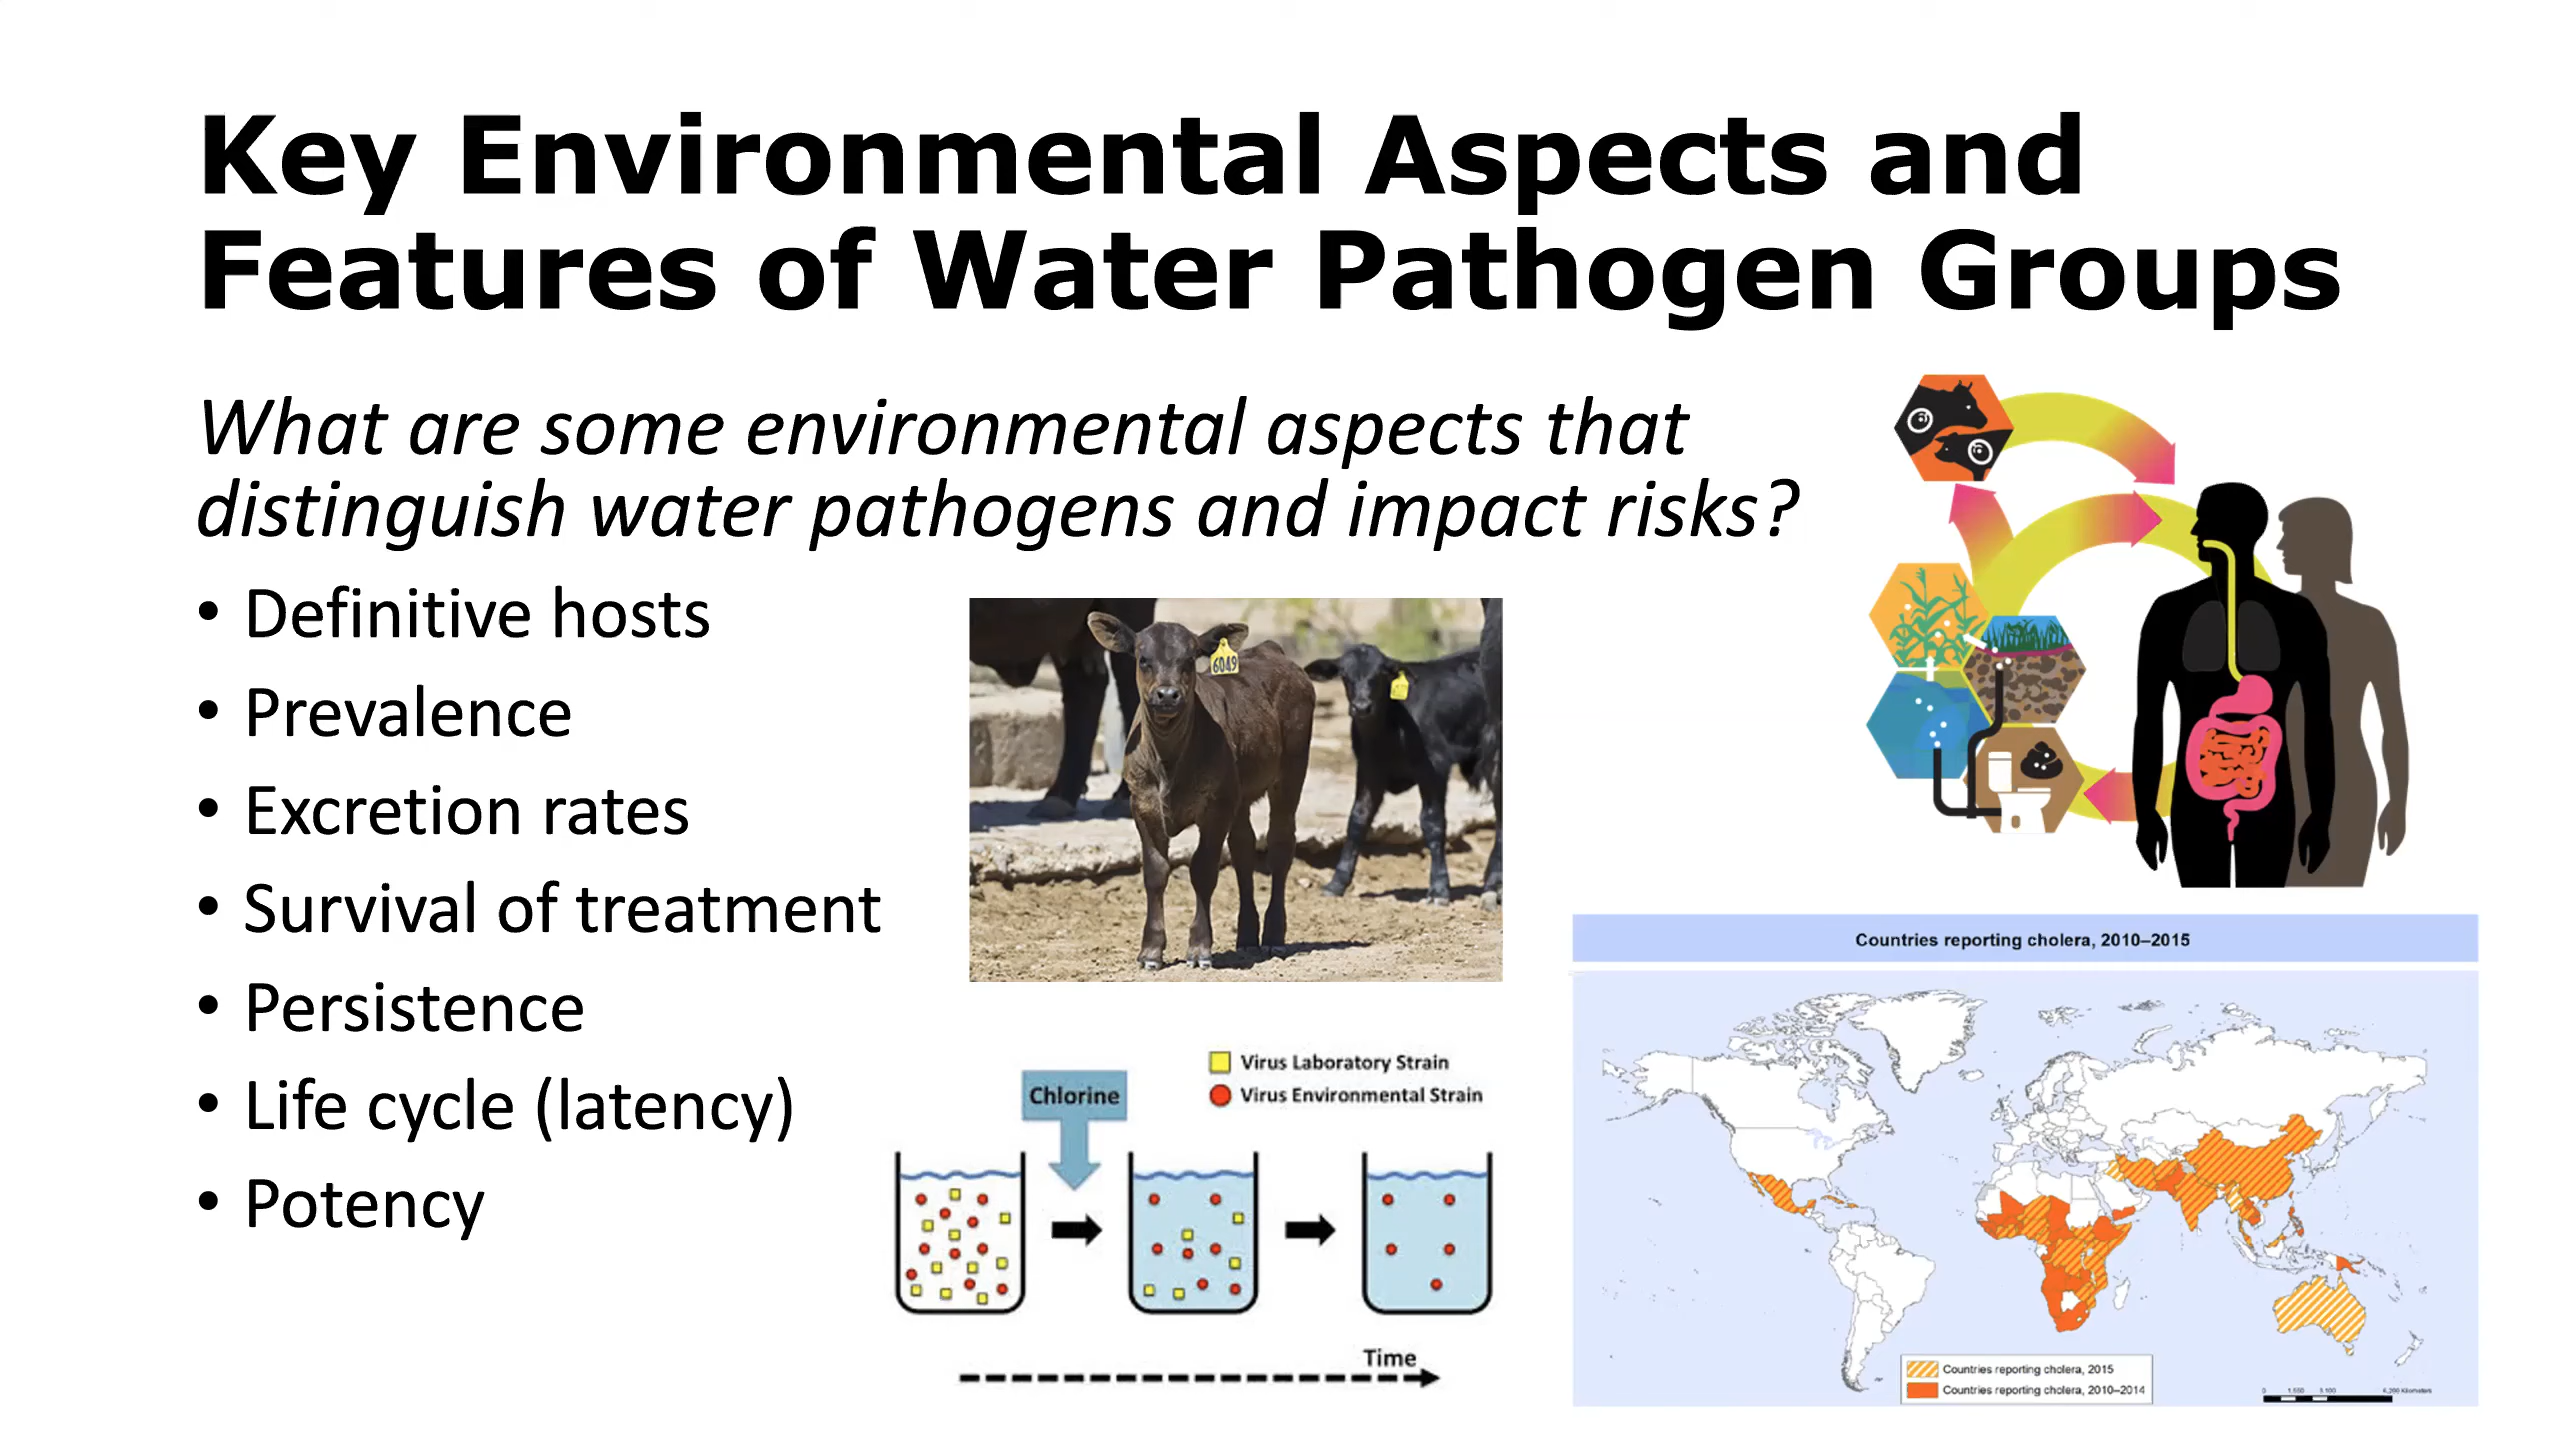 Key Environmental Aspects and
Features of Water Pathogen Groups
What are some environmental aspects that
distinguish water pathogens and impact risks?
• Definitive hosts
• Prevalence
• Excretion rates
• Survival of treatment
• Persistence
• Life cycle (latency)
• Potency
6049
Chlorine
Virus Laboratory Strain
Virus Environmental Strain
Time
Countries reporting cholera, 2010–2015
Countries reporting cholera, 2015
Countries reporting cholera, 2010–2014